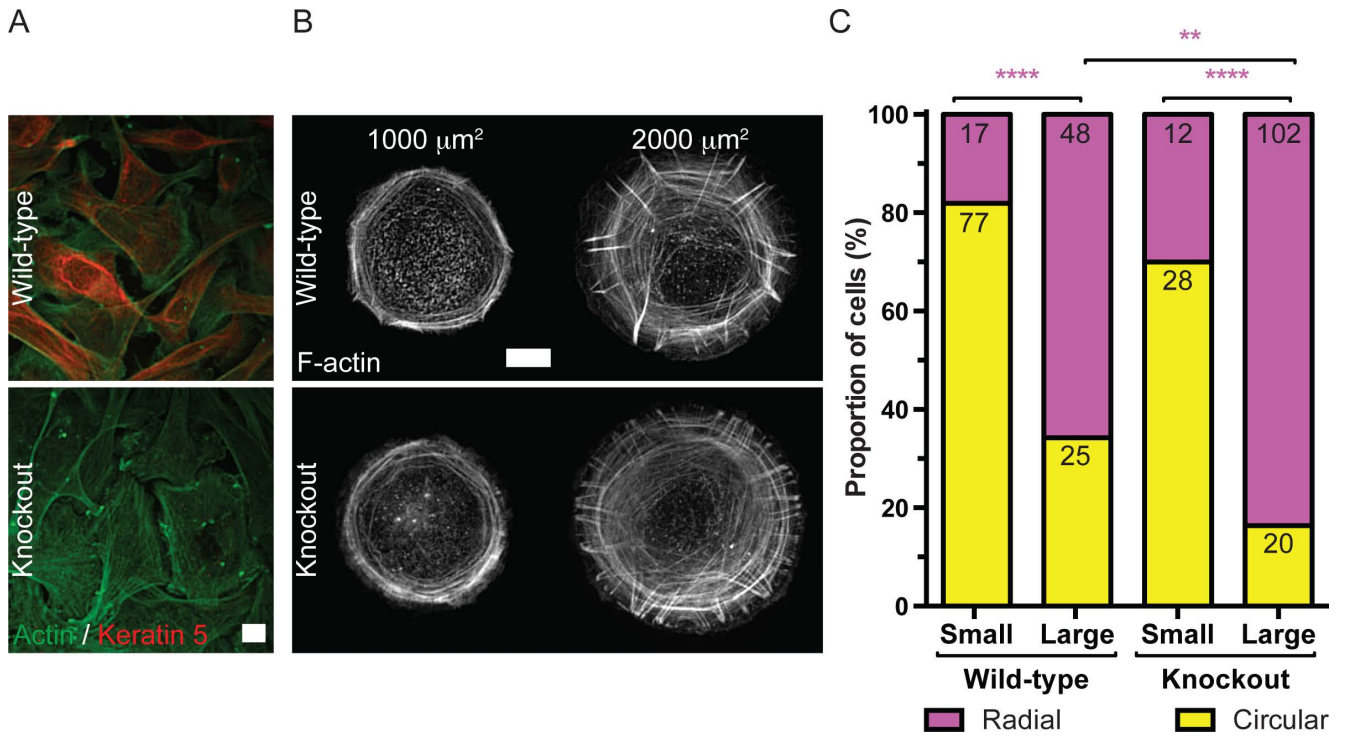 A
B
C
Wild-type
Knockout
Actin / Keratin 5
1000 μm²
2000 μm²
Wild-type
F-actin
Knockout
**
****
****
Proportion of cells (%)
100
80
60
40
20
0
17
48
12
102
77
25
28
20
Small
Large
Small
Large
Wild-type
Knockout
Radial
Circular